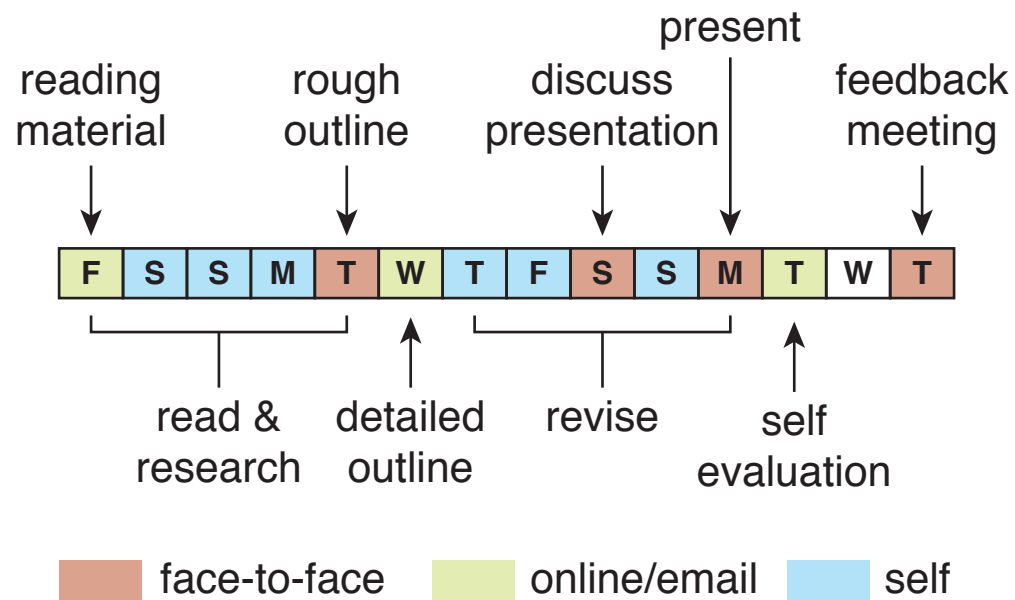 present
reading
material
rough
outline
discuss
presentation
feedback
meeting
F S S M T W T F S S M T W T
read &
research
detailed
outline
revise
self
evaluation
face-to-face online/email self